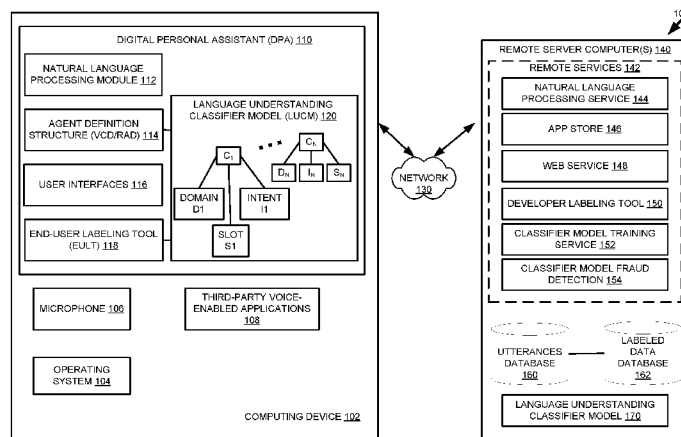 10
DIGITAL PERSONAL ASSISTANT (DPA) 110
NATURAL LANGUAGE
PROCESSING MODULE 112
AGENT DEFINITION
STRUCTURE (VCD/RAD) 114
USER INTERFACES 116
END-USER LABELING TOOL
(EULT) 118
LANGUAGE UNDERSTANDING
CLASSIFIER MODEL (LUCM) 120
C1
CN
DN
IN
SN
DOMAIN
D1
INTENT
I1
SLOT
S1
MICROPHONE 106
THIRD-PARTY VOICE-
ENABLED APPLICATIONS
108
OPERATING
SYSTEM 104
COMPUTING DEVICE 102
NETWORK
130
REMOTE SERVER COMPUTER(S) 140
REMOTE SERVICES 142
NATURAL LANGUAGE
PROCESSING SERVICE 144
APP STORE 146
WEB SERVICE 148
DEVELOPER LABELING TOOL 150
CLASSIFIER MODEL TRAINING
SERVICE 152
CLASSIFIER MODEL FRAUD
DETECTION 154
UTTERANCES
DATABASE 160
LABELED
DATA
DATABASE
162
LANGUAGE UNDERSTANDING
CLASSIFIER MODEL 170